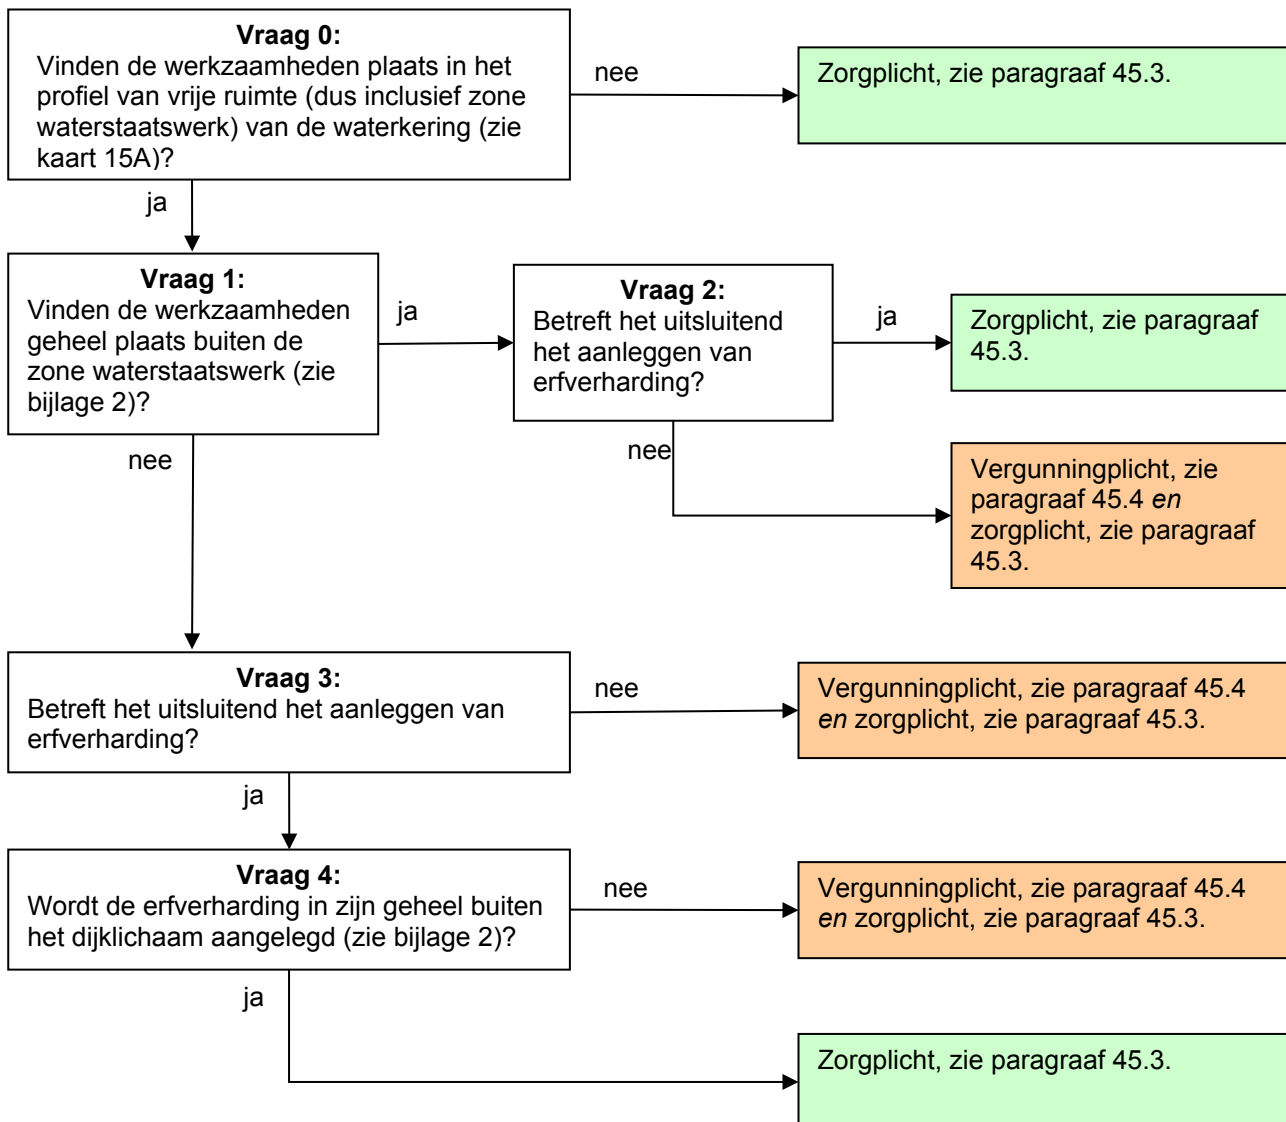 Vraag 0:
Vinden de werkzaamheden plaats in het
profiel van vrije ruimte (dus inclusief zone
waterstaatswerk) van de waterkering (zie
kaart 15A)?
nee
Zorgplicht, zie paragraaf 45.3.
ja
Vraag 1:
Vinden de werkzaamheden
geheel plaats buiten de
zone waterstaatswerk (zie
bijlage 2)?
ja
Vraag 2:
Betreft het uitsluitend
het aanleggen van
erfverharding?
ja
Zorgplicht, zie paragraaf
45.3.
nee
nee
Vergunningplicht, zie
paragraaf 45.4 en
zorgplicht, zie paragraaf
45.3.
Vraag 3:
Betreft het uitsluitend het aanleggen van
erfverharding?
nee
Vergunningplicht, zie paragraaf 45.4
en zorgplicht, zie paragraaf 45.3.
ja
Vraag 4:
Wordt de erfverharding in zijn geheel buiten
het dijklichaam aangelegd (zie bijlage 2)?
nee
Vergunningplicht, zie paragraaf 45.4
en zorgplicht, zie paragraaf 45.3.
ja
Zorgplicht, zie paragraaf 45.3.